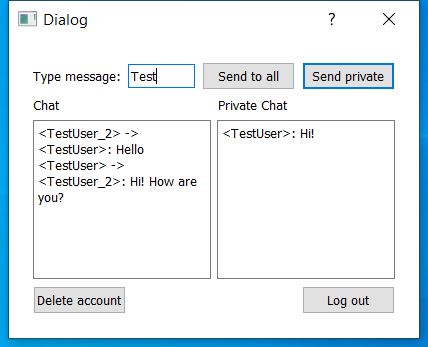 Dialog
?
Type message: Test Send to all Send private
Chat
Private Chat
<TestUser_2> ->
<TestUser>: Hello
<TestUser> ->
<TestUser_2>: Hi! How are
you?
<TestUser>: Hi!
Delete account
Log out